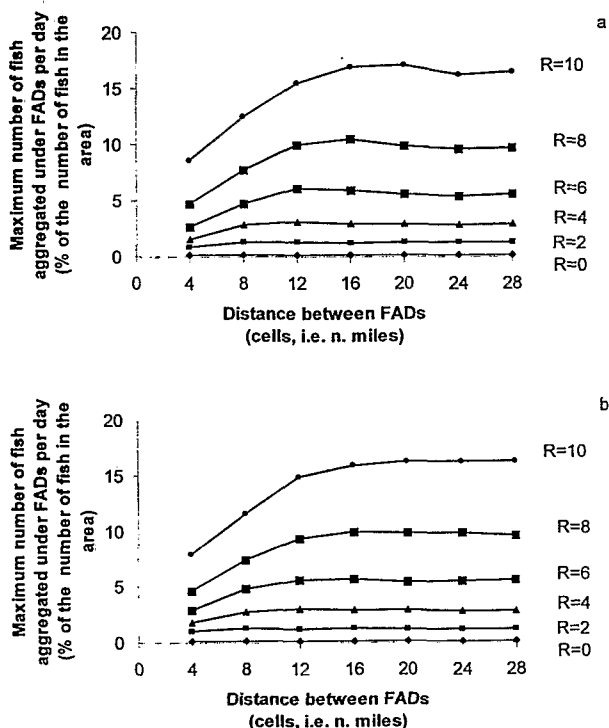 a
Maximum number of fish
aggregated under FADs per day
(% of the number of fish in the
area)
20
15
10
5
0
0 4 8 12 16 20 24 28
R=10
R=8
R=6
R=4
R=2
R=0
Distance between FADs
(cells, i.e. n. miles)
b
Maximum number of fish
aggregated under FADs per day
(% of the number of fish in the
area)
20
15
10
5
0
0 4 8 12 16 20 24 28
R=10
R=8
R=6
R=4
R=2
R=0
Distance between FADs
(cells, i.e. n. miles)